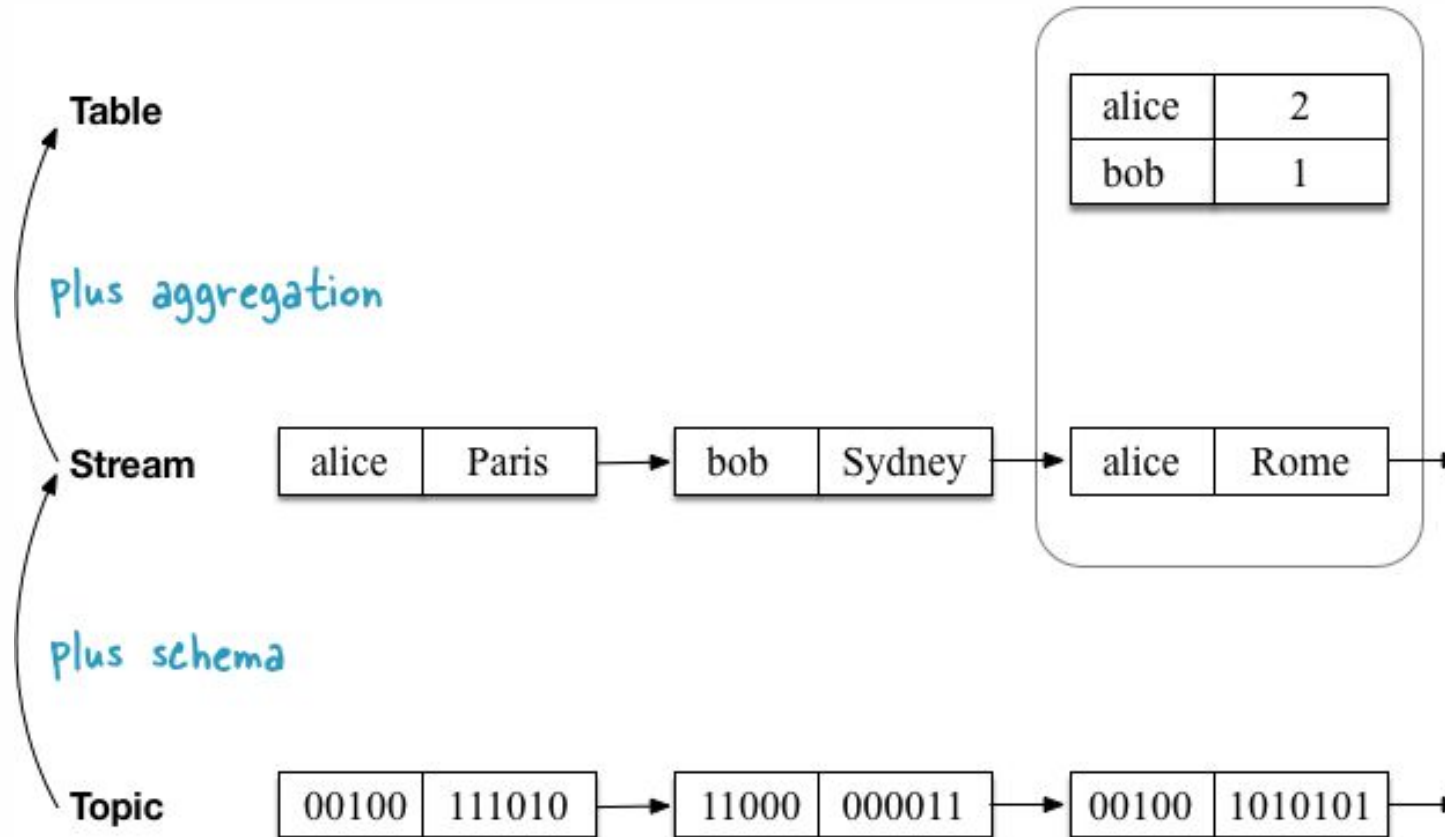 Table
alice 2
bob 1
plus aggregation
Stream alice Paris bob Sydney alice Rome
plus schema
Topic 00100 111010 11000 000011 00100 1010101